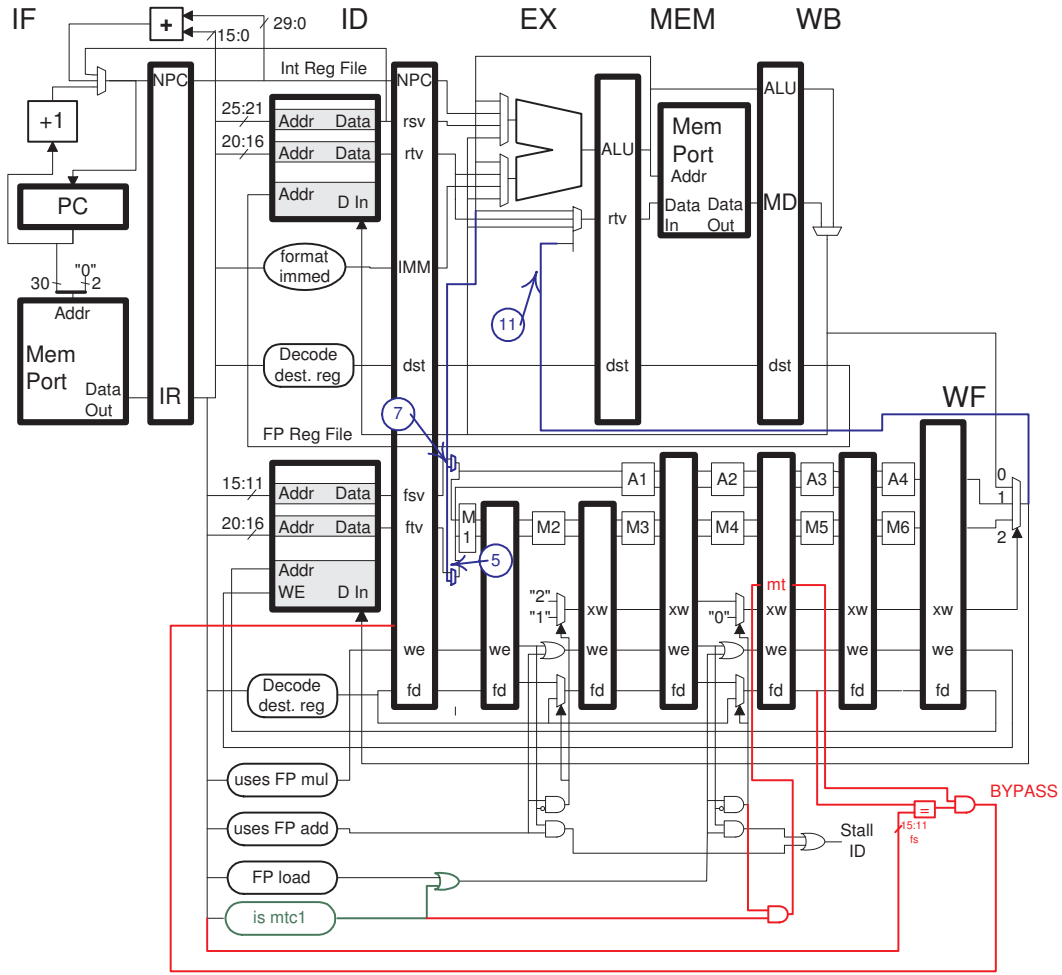 IF
ID
EX
MEM
WB
+
29:0
15:0
Int Reg File
NPC
NPC
+1
25:21
20:16
Addr Data
Addr Data
Addr
D In
rsv
rtv
ALU
ALU
Mem
Port
Addr
Data
In
Data
Out
MD
rtv
PC
30
"0"
2
Addr
Mem
Port
Data
Out
format
immed
IMM
11
IR
Decode
dest. reg
dst
dst
dst
WF
7
FP Reg File
15:11
20:16
Addr Data
Addr Data
Addr
WE D In
fsv
ftv
M
1
M2
A1
M3
A2
M4
A3
M5
A4
M6
0
1
2
5
mt
"2"
"1"
xw
"0"
xw
xw
xw
we
we
we
we
we
we
we
Decode
dest. reg
fd
fd
fd
fd
fd
fd
fd
uses FP mul
uses FP add
FP load
is mtc1
Stall
ID
BYPASS
=
15:11
fs